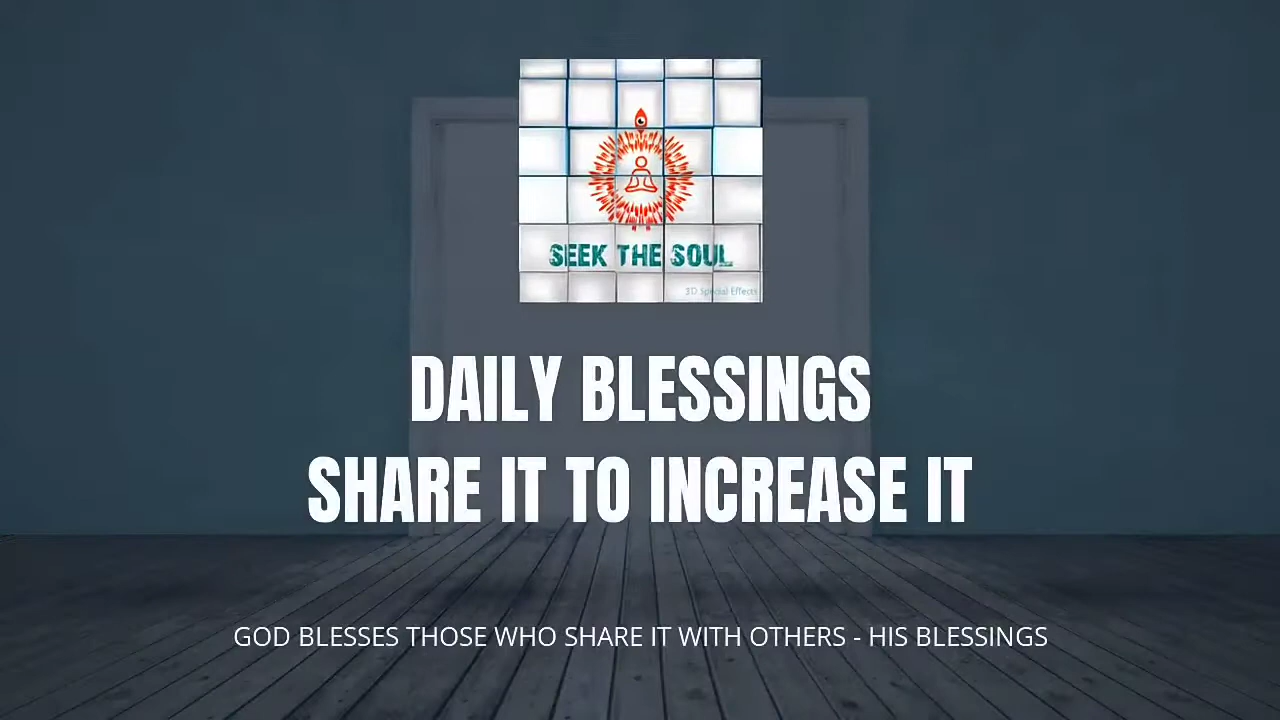 SEEK THE SOUL
3D Special Effects
DAILY BLESSINGS
SHARE IT TO INCREASE IT
GOD BLESSES THOSE WHO SHARE IT WITH OTHERS - HIS BLESSINGS